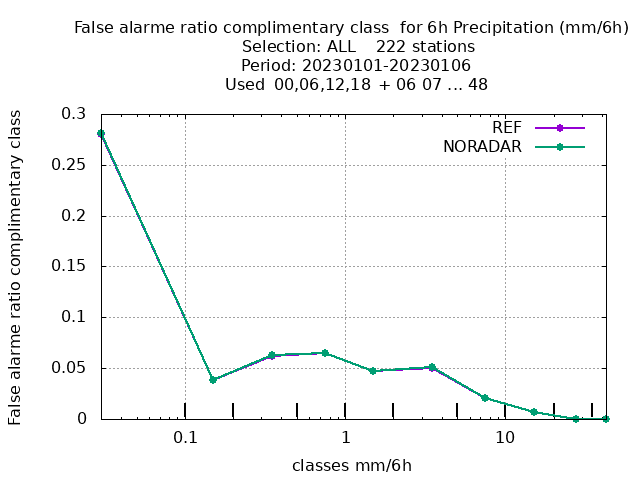 False alarme ratio complimentary class  for 6h Precipitation (mm/6h)
Selection: ALL    222 stations
Period: 20230101-20230106
Used  00,06,12,18  + 06 07 ... 48
False alarme ratio complimentary class
0.3
0.25
0.2
0.15
0.1
0.05
0
REF
NORADAR
0.1
1
10
classes mm/6h